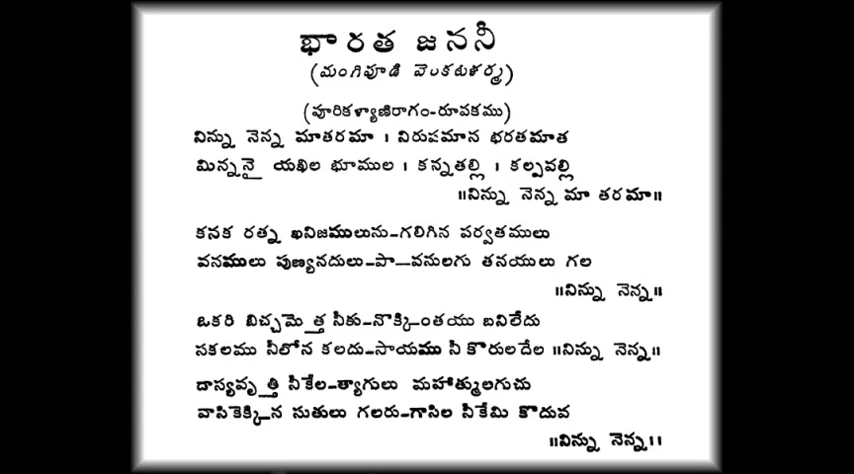 భారత జననీ
(మంగిపూడి వెంకటశర్మ)
(పూరికళ్యాణిరాగం-రూపకము)
నిన్ను నెన్న మాతరమా । నిరుపమాన భరతమాత
మిన్ననై యఖిల భూముల । కన్నతల్లి । కల్పవల్లి
॥నిన్ను నెన్న మా తరమా॥
కనక రత్న ఖనిజములును-గలిగిన పర్వతములు
వనములు పుణ్యనదులు-పా-వనులగు తనయులు గల
॥నిన్ను నెన్న॥
ఒకరి బిచ్చమెత్త నీకు-నొక్కింతయు బనిలేదు
సకలము నీలోన కలదు-సాయము నీ కొరులదేల ॥నిన్ను నెన్న॥
దాస్యవృత్తి నీకేల-త్యాగులు మహాత్ములగుచు
వాసికెక్కిన సుతులు గలరు-గాసిల నీకేమి కొదువ
॥నిన్ను నెన్న।।